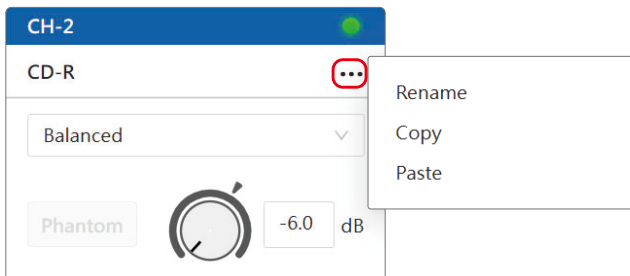 CH-2
CD-R
Rename
Copy
Paste
Balanced
Phantom
-6.0 dB